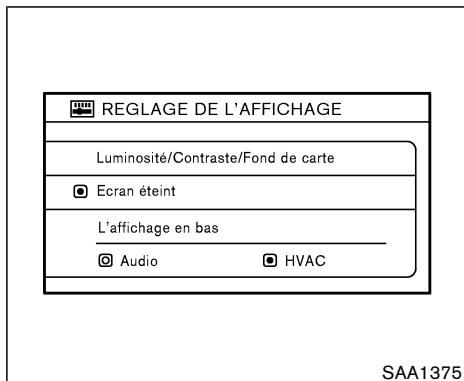 REGLAGE DE L'AFFICHAGE
Luminosité/Contraste/Fond de carte
Ecran éteint
L'affichage en bas
Audio HVAC
SAA1375